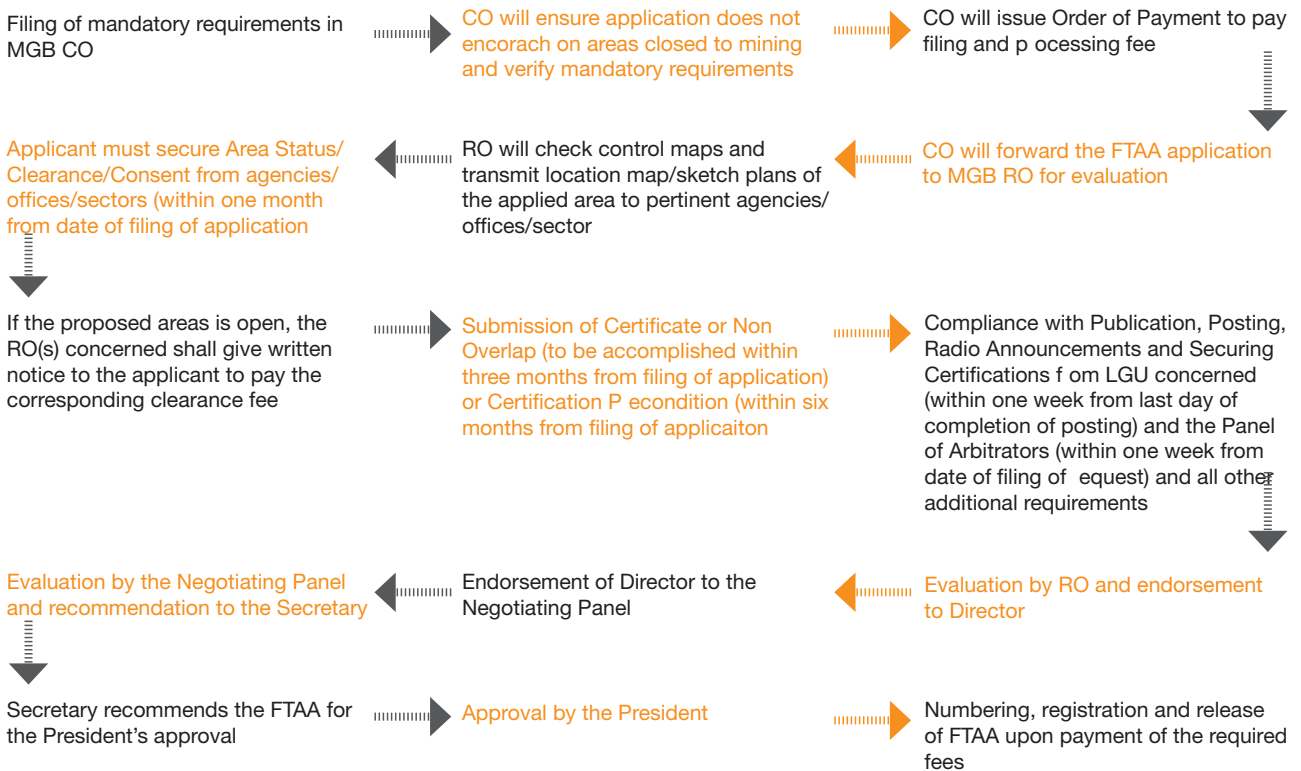 Filing of mandatory requirements in
MGB CO
CO will ensure application does not
encorach on areas closed to mining
and verify mandatory requirements
CO will issue Order of Payment to pay
filing and p ocessing fee
CO will forward the FTAA application
to MGB RO for evaluation
RO will check control maps and
transmit location map/sketch plans of
the applied area to pertinent agencies/
offices/sector
Applicant must secure Area Status/
Clearance/Consent from agencies/
offices/sectors (within one month
from date of filing of application
If the proposed areas is open, the
RO(s) concerned shall give written
notice to the applicant to pay the
corresponding clearance fee
Submission of Certificate or Non
Overlap (to be accomplished within
three months from filing of application)
or Certification P econdition (within six
months from filing of applicaiton
Compliance with Publication, Posting,
Radio Announcements and Securing
Certifications f om LGU concerned
(within one week from last day of
completion of posting) and the Panel
of Arbitrators (within one week from
date of filing of  equest) and all other
additional requirements
Evaluation by RO and endorsement
to Director
Endorsement of Director to the
Negotiating Panel
Evaluation by the Negotiating Panel
and recommendation to the Secretary
Secretary recommends the FTAA for
the President's approval
Approval by the President
Numbering, registration and release
of FTAA upon payment of the required
fees